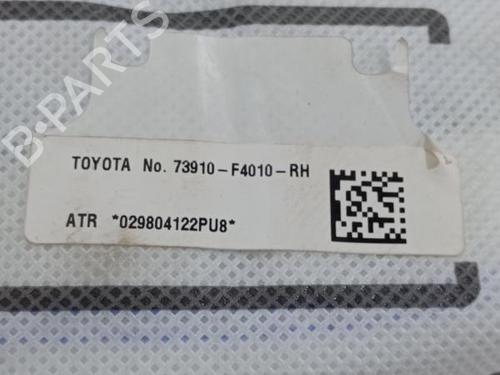 B-PARTS
TOYOTA No. 73910-F4010-RH
ATR *029804122PU8*